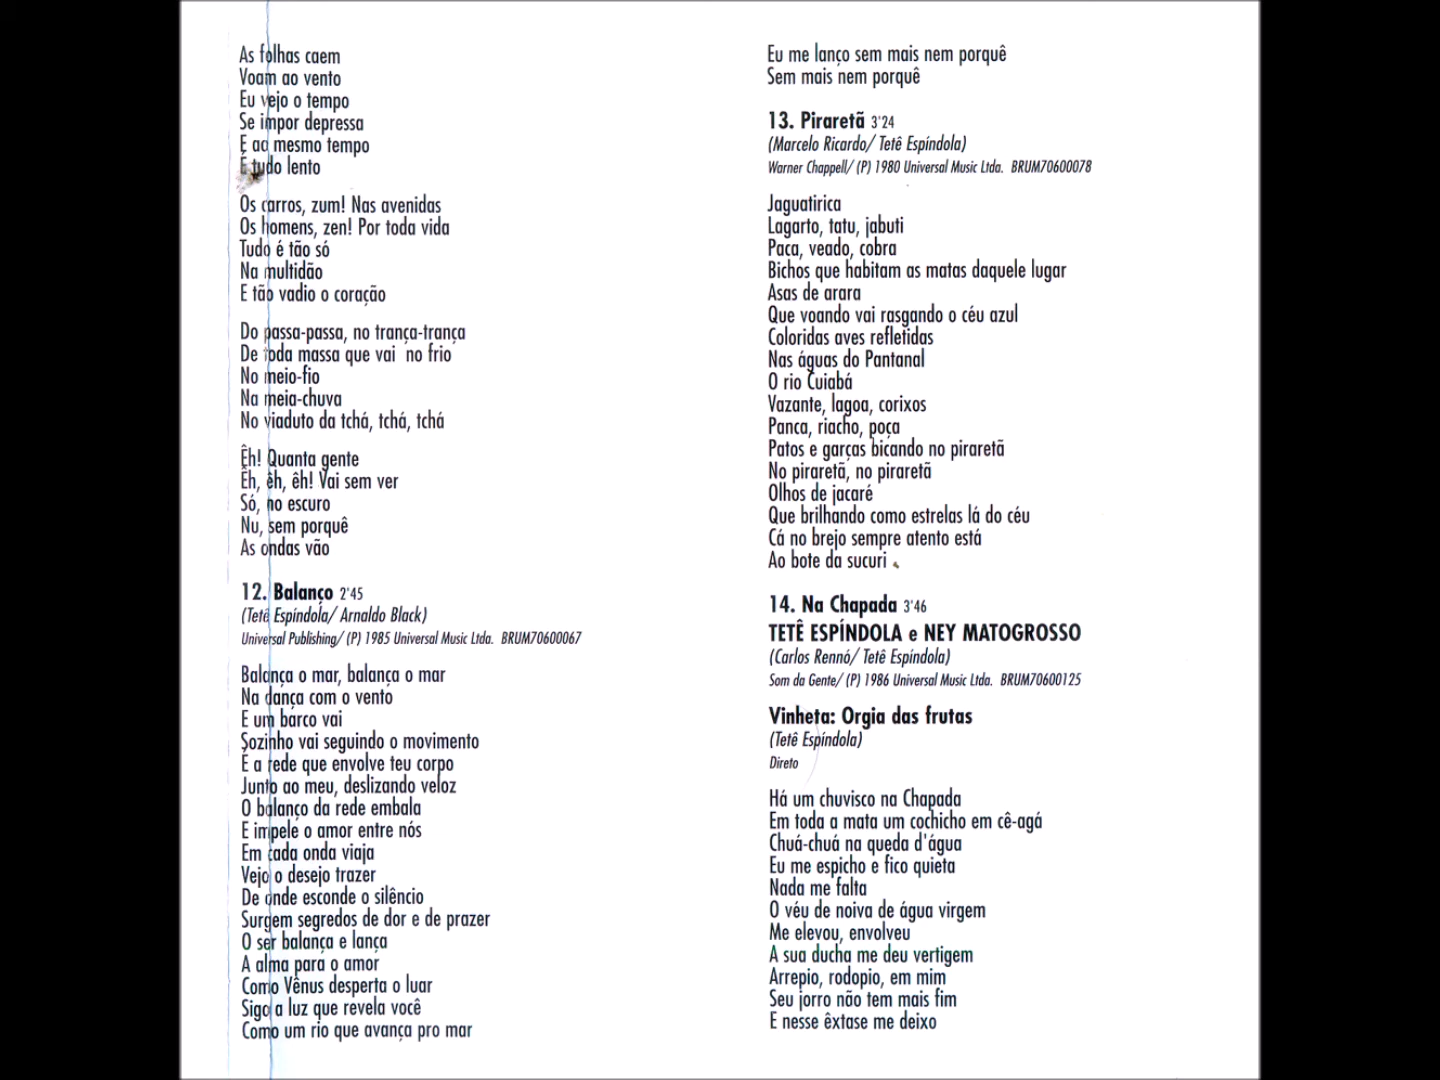 As folhas caem
Voam ao vento
Eu vejo o tempo
Se impor depressa
E ao mesmo tempo
É tudo lento
Os carros, zum! Nas avenidas
Os homens, zen! Por toda vida
Tudo é tão só
Na multidão
E tão vadio o coração
Do passa-passa, no trança-trança
De toda massa que vai no frio
No meio-fio
Na meia-chuva
No viaduto da tchá, tchá, tchá
Êh! Quanta gente
Êh, êh, êh! Vai sem ver
Só, no escuro
Nu, sem porquê
As ondas vão
12. Balanço 2'45
(Tetê Espíndola/ Arnaldo Black)
Universal Publishing/ (P) 1985 Universal Music Ltda. BRUM70600067
Balança o mar, balança o mar
Na dança com o vento
E um barco vai
Sozinho vai seguindo o movimento
É a rede que envolve teu corpo
Junto ao meu, deslizando veloz
O balanço da rede embala
E impele o amor entre nós
Em cada onda viaja
Vejo o desejo trazer
De onde esconde o silêncio
Surgem segredos de dor e de prazer
O ser balança e lança
A alma para o amor
Como Vênus desperta o luar
Sigo a luz que revela você
Como um rio que avança pro mar
Eu me lanço sem mais nem porquê
Sem mais nem porquê
13. Piraretã 3'24
(Marcelo Ricardo/ Tetê Espíndola)
Warner Chappell/ (P) 1980 Universal Music Ltda. BRUM70600078
Jaguatirica
Lagarto, tatu, jabuti
Paca, veado, cobra
Bichos que habitam as matas daquele lugar
Asas de arara
Que voando vai rasgando o céu azul
Coloridas aves refletidas
Nas águas do Pantanal
O rio Cuiabá
Vazante, lagoa, corixos
Panca, riacho, poça
Patos e garças bicando no piraretã
No piraretã, no piraretã
Olhos de jacaré
Que brilhando como estrelas lá do céu
Cá no brejo sempre atento está
Ao bote da sucuri
14. Na Chapada 3'46
TETÊ ESPÍNDOLA e NEY MATOGROSSO
(Carlos Rennó/ Tetê Espíndola)
Som da Gente/ (P) 1986 Universal Music Ltda. BRUM70600125
Vinheta: Orgia das frutas
(Tetê Espíndola)
Direto
Há um chuvisco na Chapada
Em toda a mata um cochicho em cê-agá
Chuá-chuá na queda d'água
Eu me espicho e fico quieta
Nada me falta
O véu de noiva de água virgem
Me elevou, envolveu
A sua ducha me deu vertigem
Arrepio, rodopio, em mim
Seu jorro não tem mais fim
E nesse êxtase me deixo